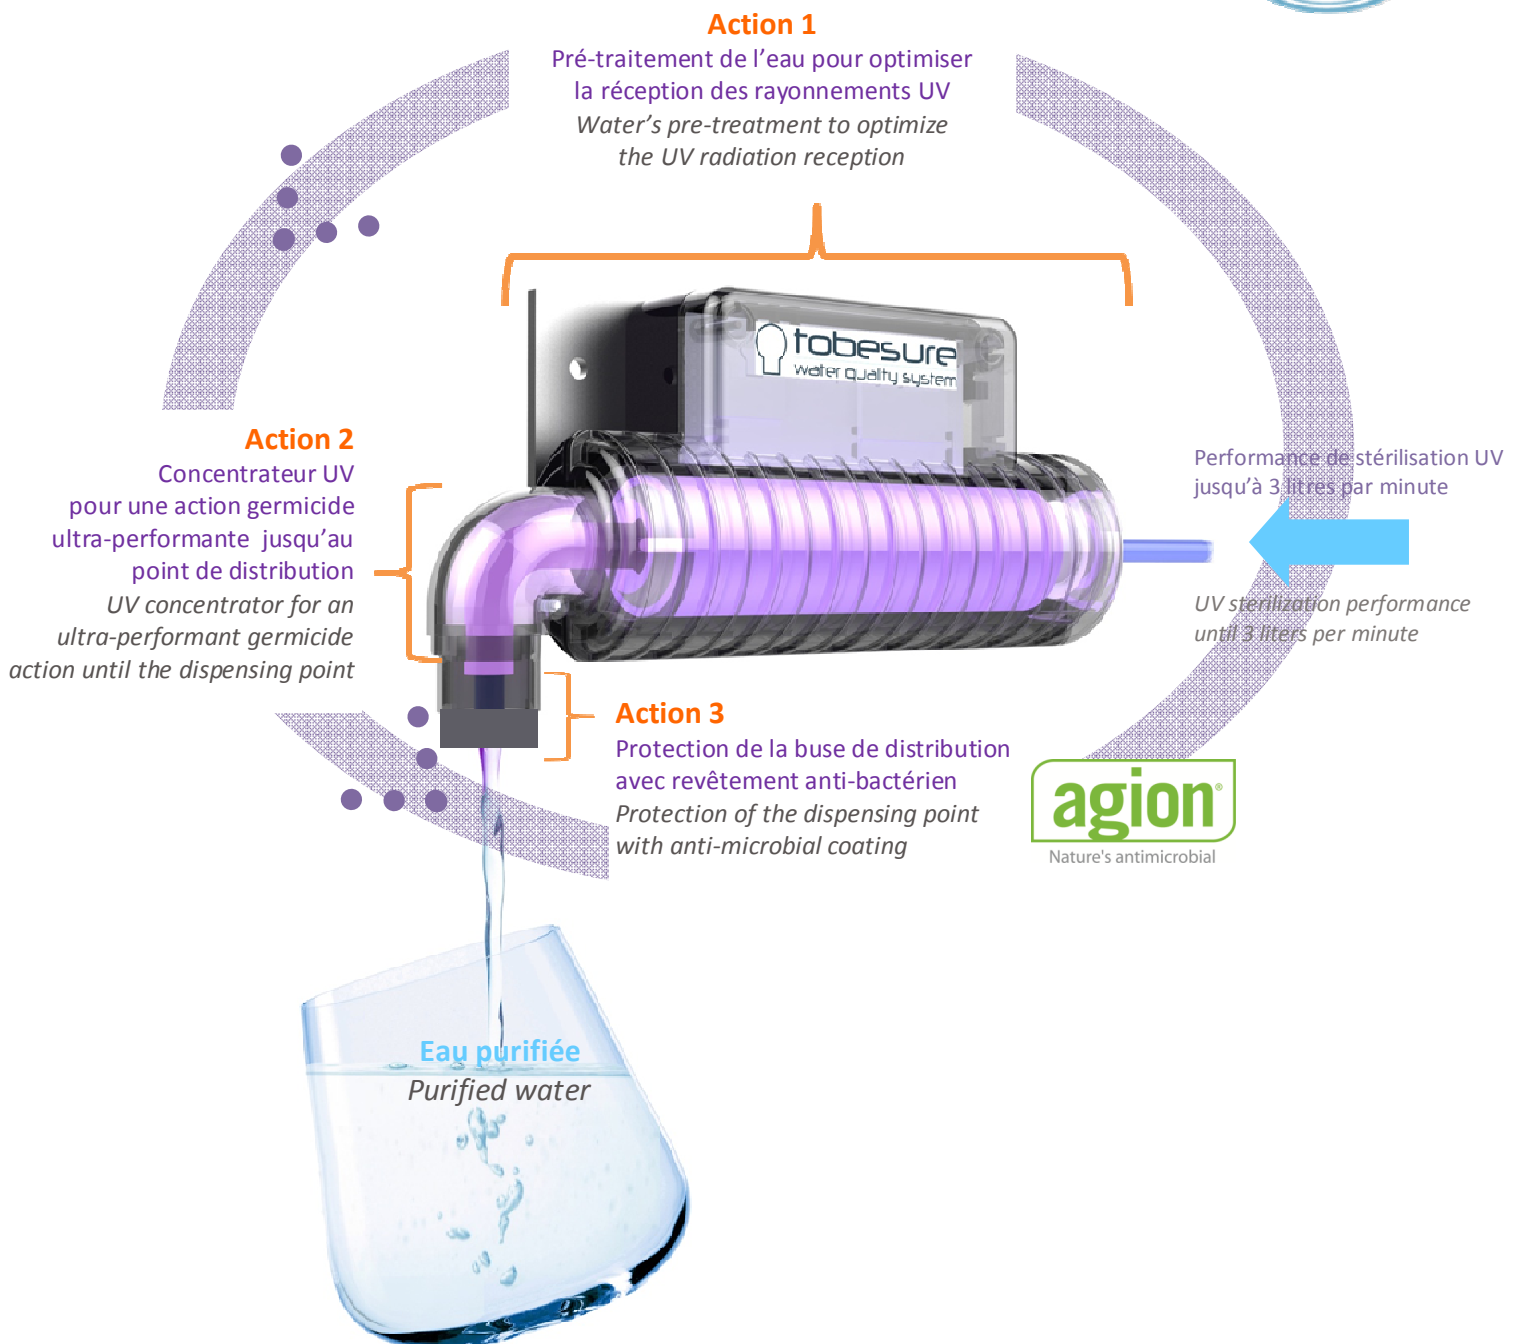 Action 1
Pré-traitement de l'eau pour optimiser
la réception des rayonnements UV
Water's pre-treatment to optimize
the UV radiation reception
tobesure
water quality system
Action 2
Concentrateur UV
pour une action germicide
ultra-performante jusqu'au
point de distribution
UV concentrator for an
ultra-performant germicide
action until the dispensing point
Performance de stérilisation UV
jusqu'à 3 litres par minute
UV sterilization performance
until 3 liters per minute
Action 3
Protection de la buse de distribution
avec revêtement anti-bactérien
Protection of the dispensing point
with anti-microbial coating
agion®
Nature's antimicrobial
Eau purifiée
Purified water